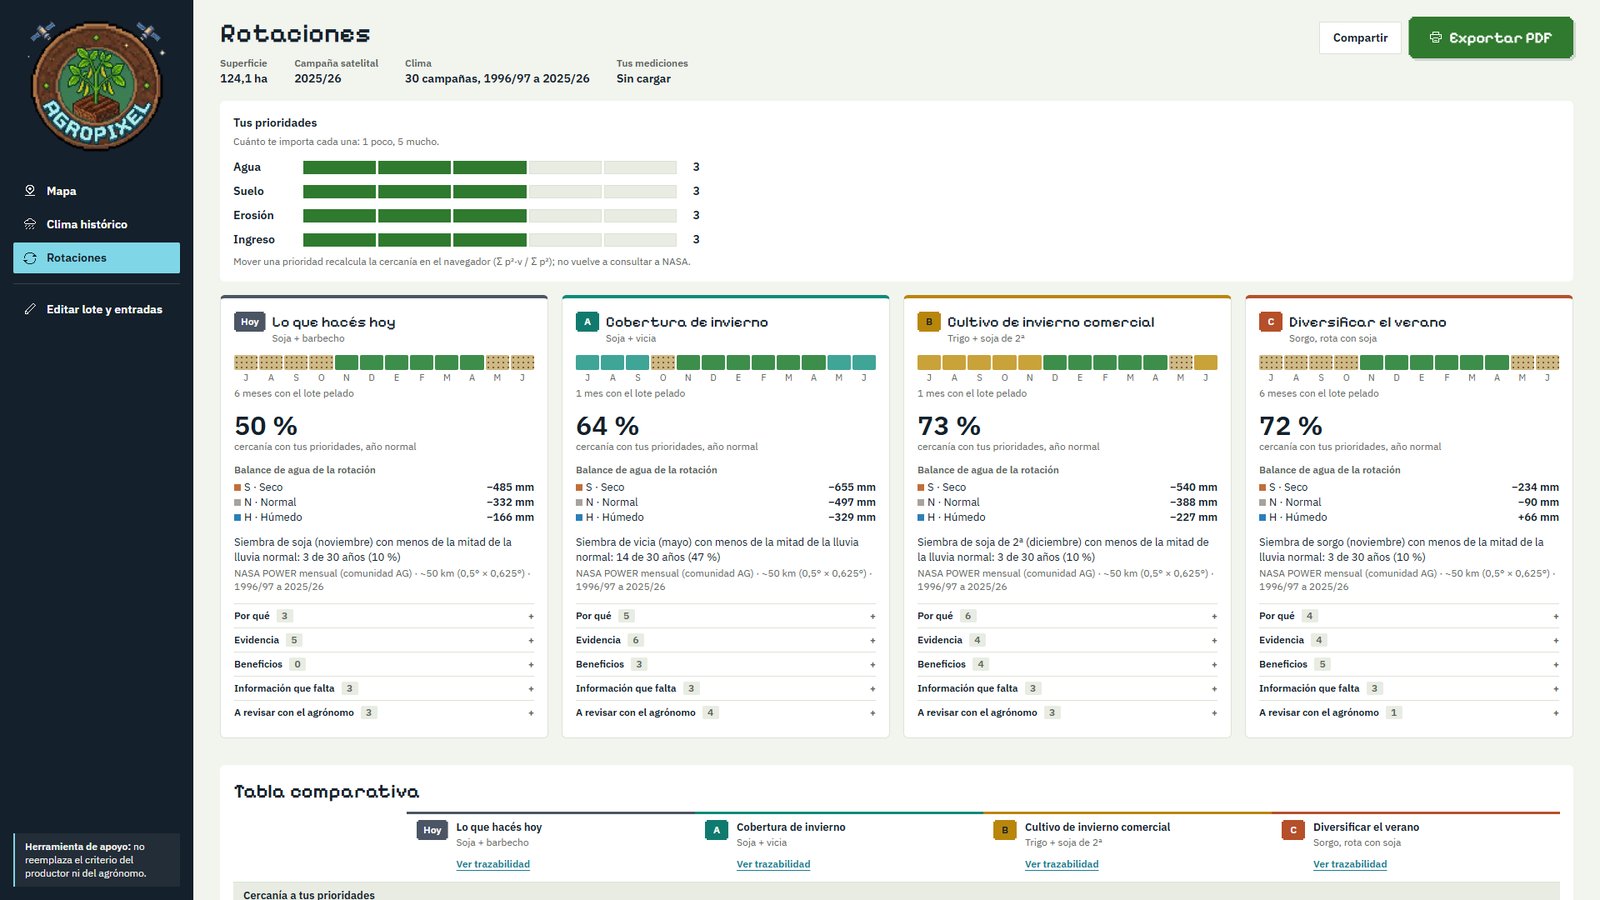 AGROPIXEL
Mapa
Clima histórico
Rotaciones
Editar lote y entradas
Herramienta de apoyo: no
reemplaza el criterio del
productor ni del agrónomo.
Rotaciones
Compartir
Exportar PDF
Superficie
124,1 ha
Campaña satelital
2025/26
Clima
30 campañas, 1996/97 a 2025/26
Tus mediciones
Sin cargar
Tus prioridades
Cuánto te importa cada una: 1 poco, 5 mucho.
Agua 3
Suelo 3
Erosión 3
Ingreso 3
Mover una prioridad recalcula la cercanía en el navegador (Σ p²·v / Σ p²); no vuelve a consultar a NASA.
Hoy Lo que hacés hoy
Soja + barbecho
J A S O N D E F M A M J
6 meses con el lote pelado
50 %
cercanía con tus prioridades, año normal
Balance de agua de la rotación
S · Seco −485 mm
N · Normal −332 mm
H · Húmedo −166 mm
Siembra de soja (noviembre) con menos de la mitad de la
lluvia normal: 3 de 30 años (10 %)
NASA POWER mensual (comunidad AG) · ~50 km (0,5° × 0,625°) ·
1996/97 a 2025/26
Por qué 3 +
Evidencia 5 +
Beneficios 0 +
Información que falta 3 +
A revisar con el agrónomo 3 +
A Cobertura de invierno
Soja + vicia
J A S O N D E F M A M J
1 mes con el lote pelado
64 %
cercanía con tus prioridades, año normal
Balance de agua de la rotación
S · Seco −655 mm
N · Normal −497 mm
H · Húmedo −329 mm
Siembra de vicia (mayo) con menos de la mitad de la lluvia
normal: 14 de 30 años (47 %)
NASA POWER mensual (comunidad AG) · ~50 km (0,5° × 0,625°) ·
1996/97 a 2025/26
Por qué 5 +
Evidencia 6 +
Beneficios 3 +
Información que falta 3 +
A revisar con el agrónomo 4 +
B Cultivo de invierno comercial
Trigo + soja de 2ª
J A S O N D E F M A M J
1 mes con el lote pelado
73 %
cercanía con tus prioridades, año normal
Balance de agua de la rotación
S · Seco −540 mm
N · Normal −388 mm
H · Húmedo −227 mm
Siembra de soja de 2ª (diciembre) con menos de la mitad de
la lluvia normal: 3 de 30 años (10 %)
NASA POWER mensual (comunidad AG) · ~50 km (0,5° × 0,625°) ·
1996/97 a 2025/26
Por qué 6 +
Evidencia 4 +
Beneficios 4 +
Información que falta 3 +
A revisar con el agrónomo 3 +
C Diversificar el verano
Sorgo, rota con soja
J A S O N D E F M A M J
6 meses con el lote pelado
72 %
cercanía con tus prioridades, año normal
Balance de agua de la rotación
S · Seco −234 mm
N · Normal −90 mm
H · Húmedo +66 mm
Siembra de sorgo (noviembre) con menos de la mitad de la
lluvia normal: 3 de 30 años (10 %)
NASA POWER mensual (comunidad AG) · ~50 km (0,5° × 0,625°) ·
1996/97 a 2025/26
Por qué 4 +
Evidencia 4 +
Beneficios 5 +
Información que falta 3 +
A revisar con el agrónomo 1 +
Tabla comparativa
Hoy Lo que hacés hoy
Soja + barbecho
Ver trazabilidad
A Cobertura de invierno
Soja + vicia
Ver trazabilidad
B Cultivo de invierno comercial
Trigo + soja de 2ª
Ver trazabilidad
C Diversificar el verano
Sorgo, rota con soja
Ver trazabilidad
Cercanía a tus prioridades